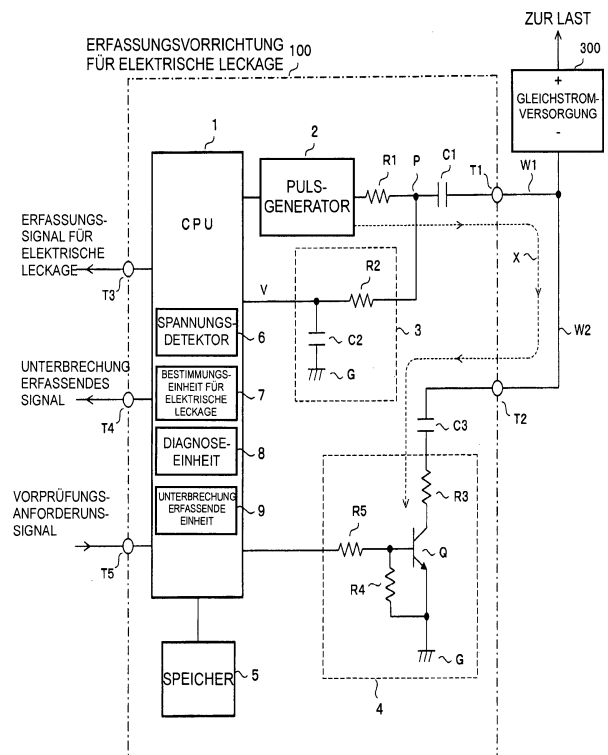 ZUR LAST
ERFASSUNGSVORRICHTUNG
FÜR ELEKTRISCHE LECKAGE
100
300
+
GLEICHSTROM-
VERSORGUNG
-
1
2
R1
P
C1
T1
W1
CPU
PULS-
GENERATOR
ERFASSUNGS-
SIGNAL FÜR
ELEKTRISCHE
LECKAGE
T3
X
V
R2
3
C2
G
W2
SPANNUNGS-
DETEKTOR
6
UNTERBRECHUNG
ERFASSENDES
SIGNAL
T4
BESTIMMUNGS-
EINHEIT FÜR
ELEKTRISCHE
LECKAGE
7
T2
C3
DIAGNOSE-
EINHEIT
8
R3
VORPRÜFUNGS-
ANFORDERUNS-
SIGNAL
T5
UNTERBRECHUNG
ERFASSENDE
EINHEIT
9
R5
Q
R4
G
SPEICHER
5
4